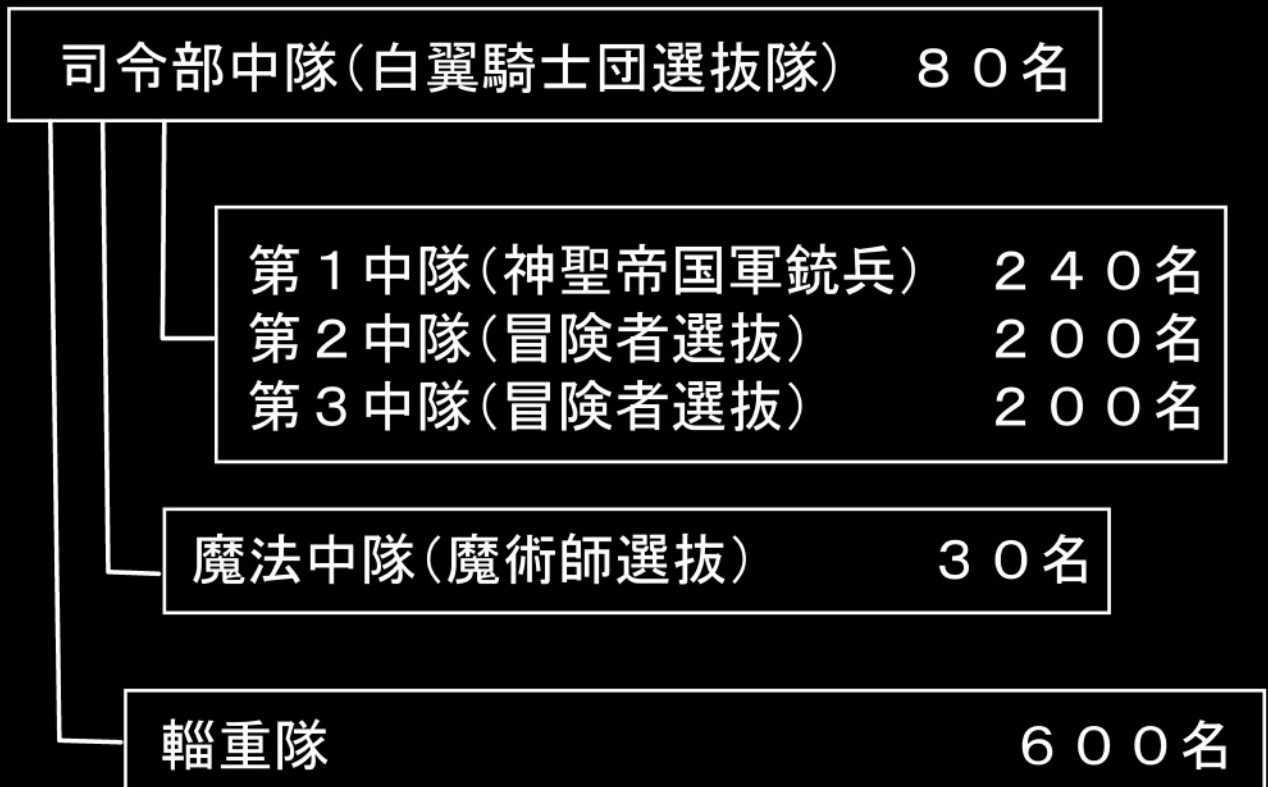 司令部中隊(白翼騎士団選抜隊) 80名
第1中隊(神聖帝国軍銃兵) 240名
第2中隊(冒険者選抜) 200名
第3中隊(冒険者選抜) 200名
魔法中隊(魔術師選抜) 30名
輜重隊 600名